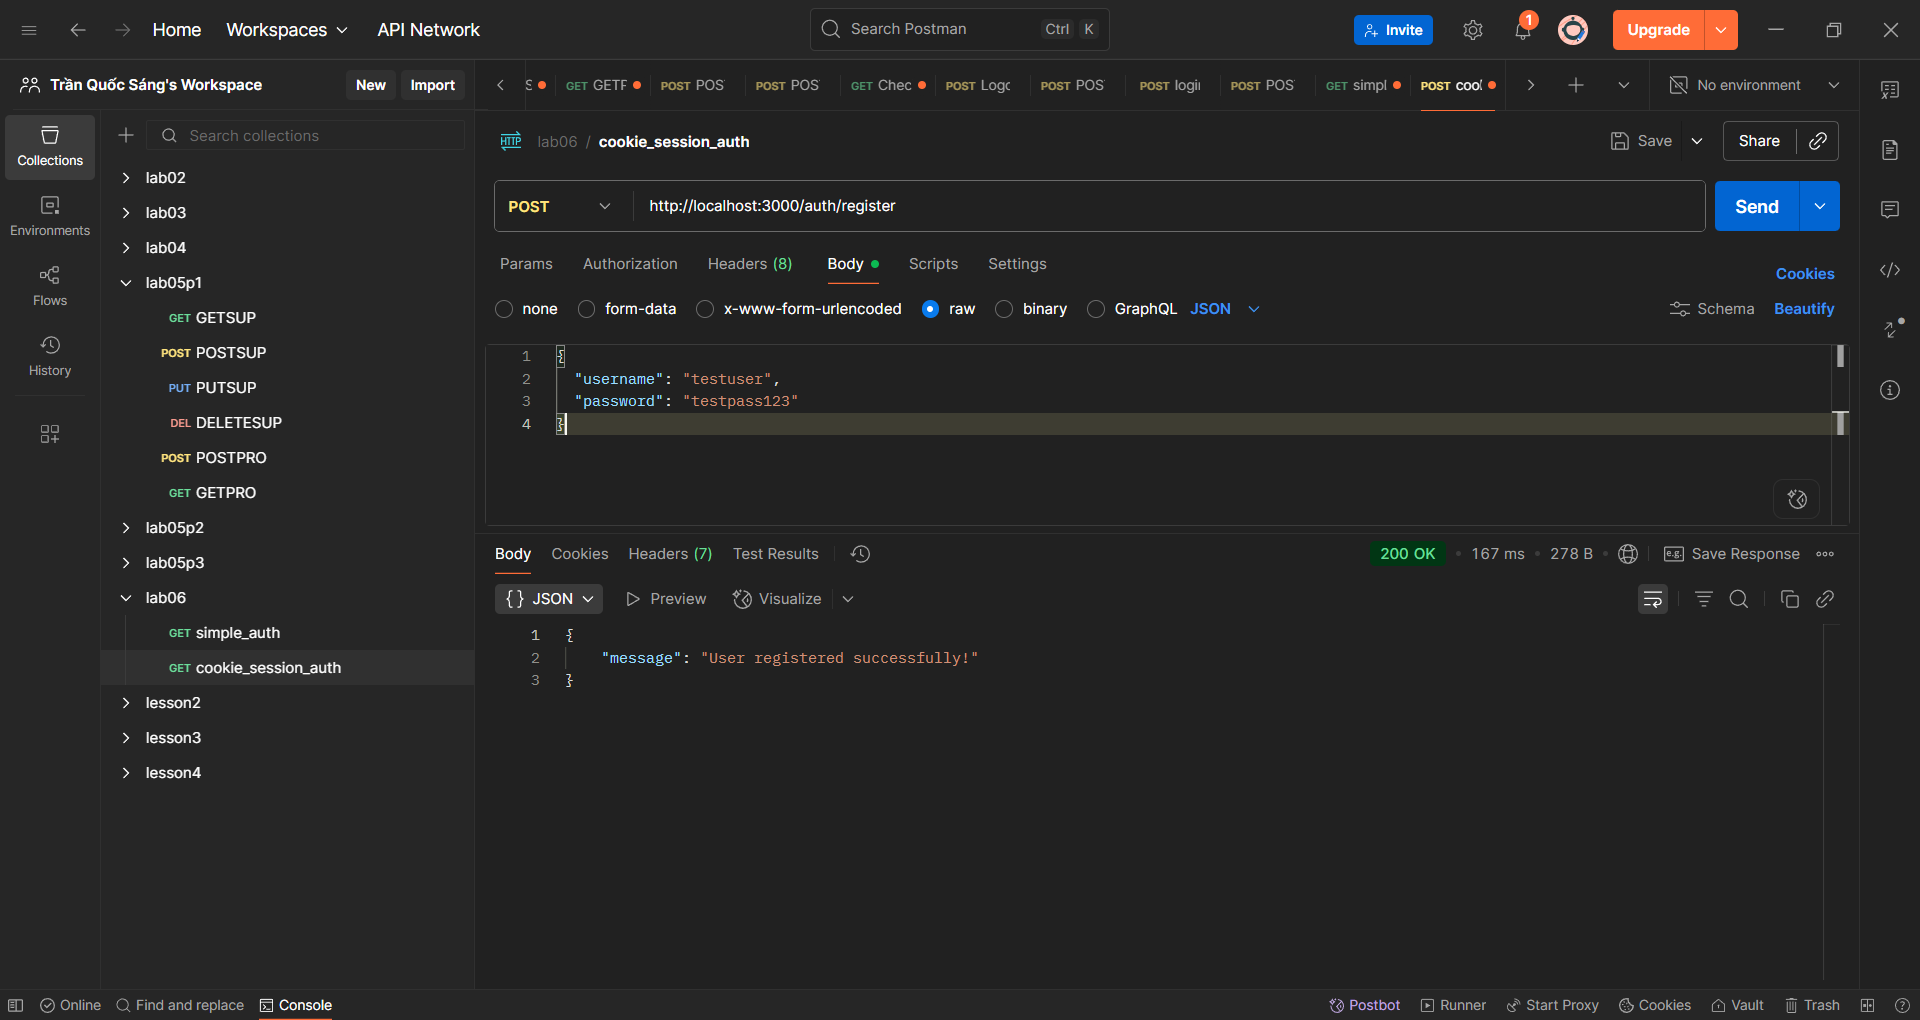 Home Workspaces API Network Search Postman Ctrl K Invite 1 Upgrade
Trần Quốc Sáng's Workspace New Import
GET GETF POST POS POST POS GET Chec POST Logo POST POS POST logi POST POS GET simpl POST cool No environment
Collections
Environments
Flows
History
Search collections
lab02
lab03
lab04
lab05p1
GET GETSUP
POST POSTSUP
PUT PUTSUP
DEL DELETESUP
POST POSTPRO
GET GETPRO
lab05p2
lab05p3
lab06
GET simple_auth
GET cookie_session_auth
lesson2
lesson3
lesson4
HTTP lab06 / cookie_session_auth Save Share
POST http://localhost:3000/auth/register Send
Params Authorization Headers (8) Body Scripts Settings Cookies
none form-data x-www-form-urlencoded raw binary GraphQL JSON Schema Beautify
1 {
2 "username": "testuser",
3 "password": "testpass123"
4 }
Body Cookies Headers (7) Test Results 200 OK • 167 ms • 278 B • e.g. Save Response
{} JSON Preview Visualize
1 {
2 "message": "User registered successfully!"
3 }
Online Find and replace Console Postbot Runner Start Proxy Cookies Vault Trash